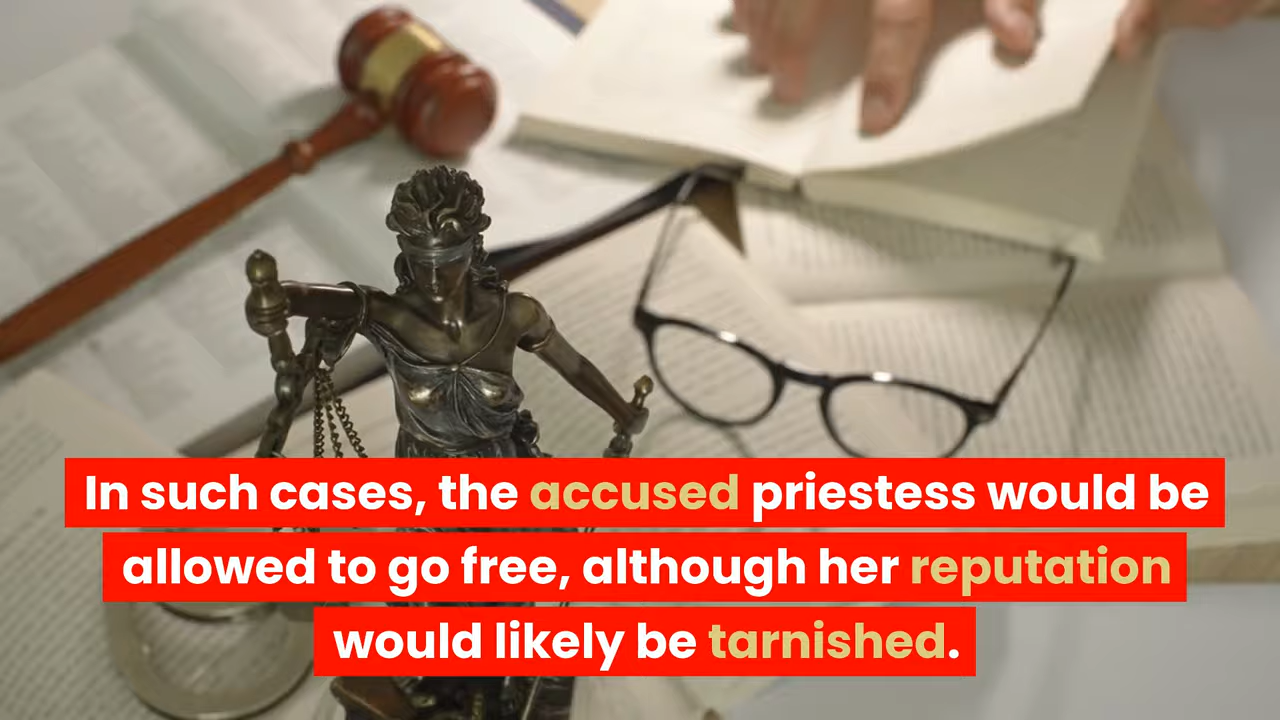 In such cases, the accused priestess would be
allowed to go free, although her reputation
would likely be tarnished.